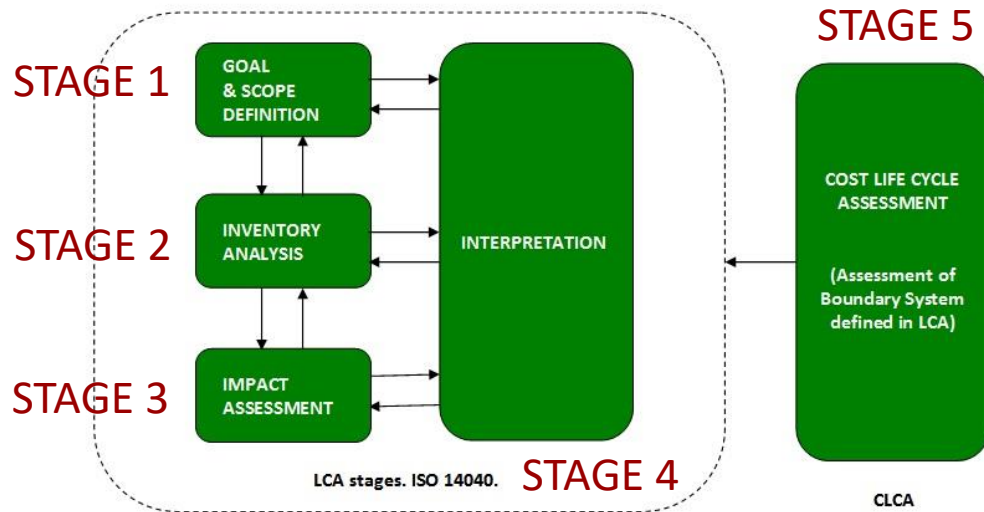 STAGE 5
STAGE 1
GOAL
& SCOPE
DEFINITION
STAGE 2
INVENTORY
ANALYSIS
INTERPRETATION
COST LIFE CYCLE
ASSESSMENT
(Assessment of
Boundary System
defined in LCA)
STAGE 3
IMPACT
ASSESSMENT
LCA stages. ISO 14040.
STAGE 4
CLCA